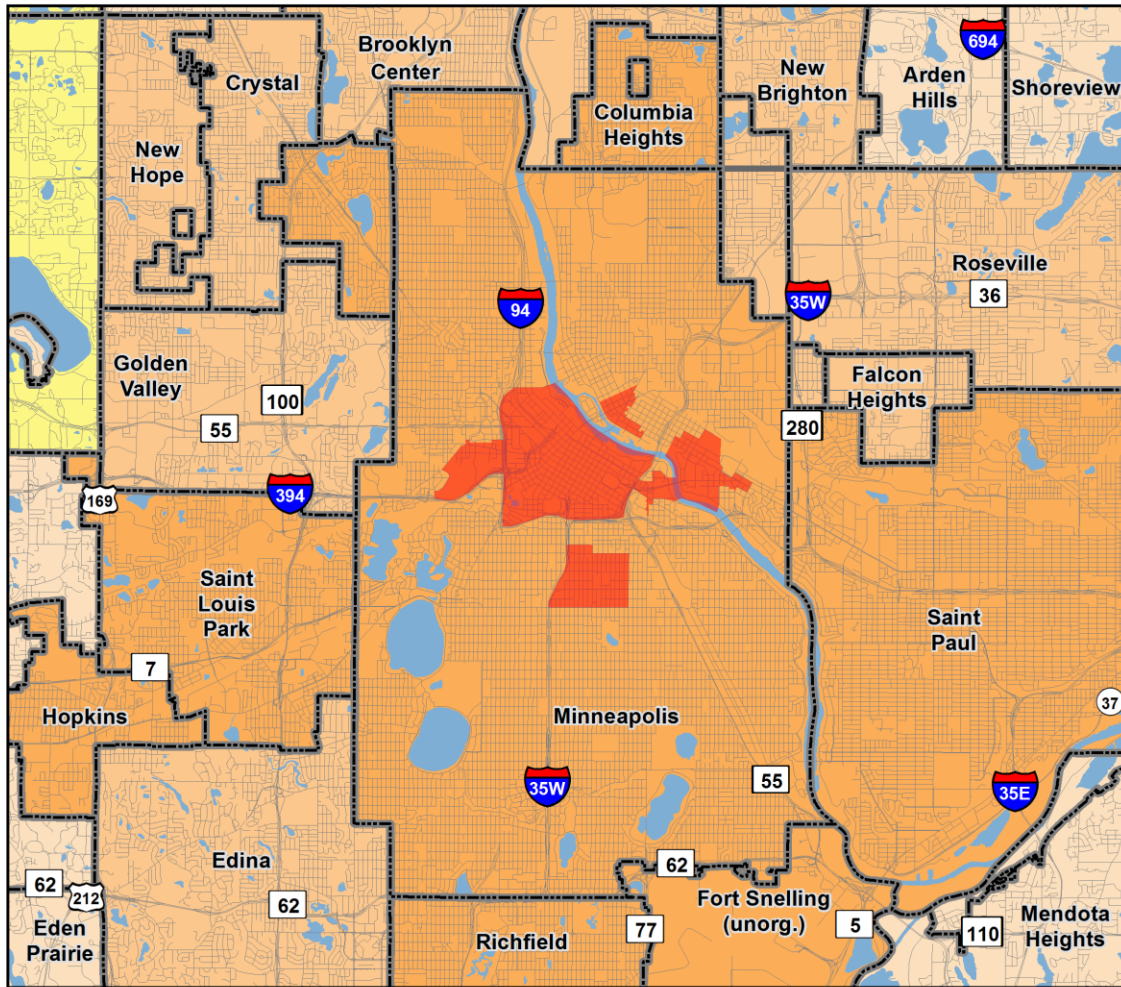 Brooklyn
Center
694
Crystal
New
Brighton
Arden
Hills
Shoreview
Columbia
Heights
New
Hope
Roseville
36
94
35W
Golden
Valley
Falcon
Heights
100
55
280
169
394
Saint
Louis
Park
Saint
Paul
7
37
Hopkins
Minneapolis
55
35W
35E
Edina
62
62
212
62
Fort Snelling
(unorg.)
Eden
Prairie
Richfield
77
5
110
Mendota
Heights